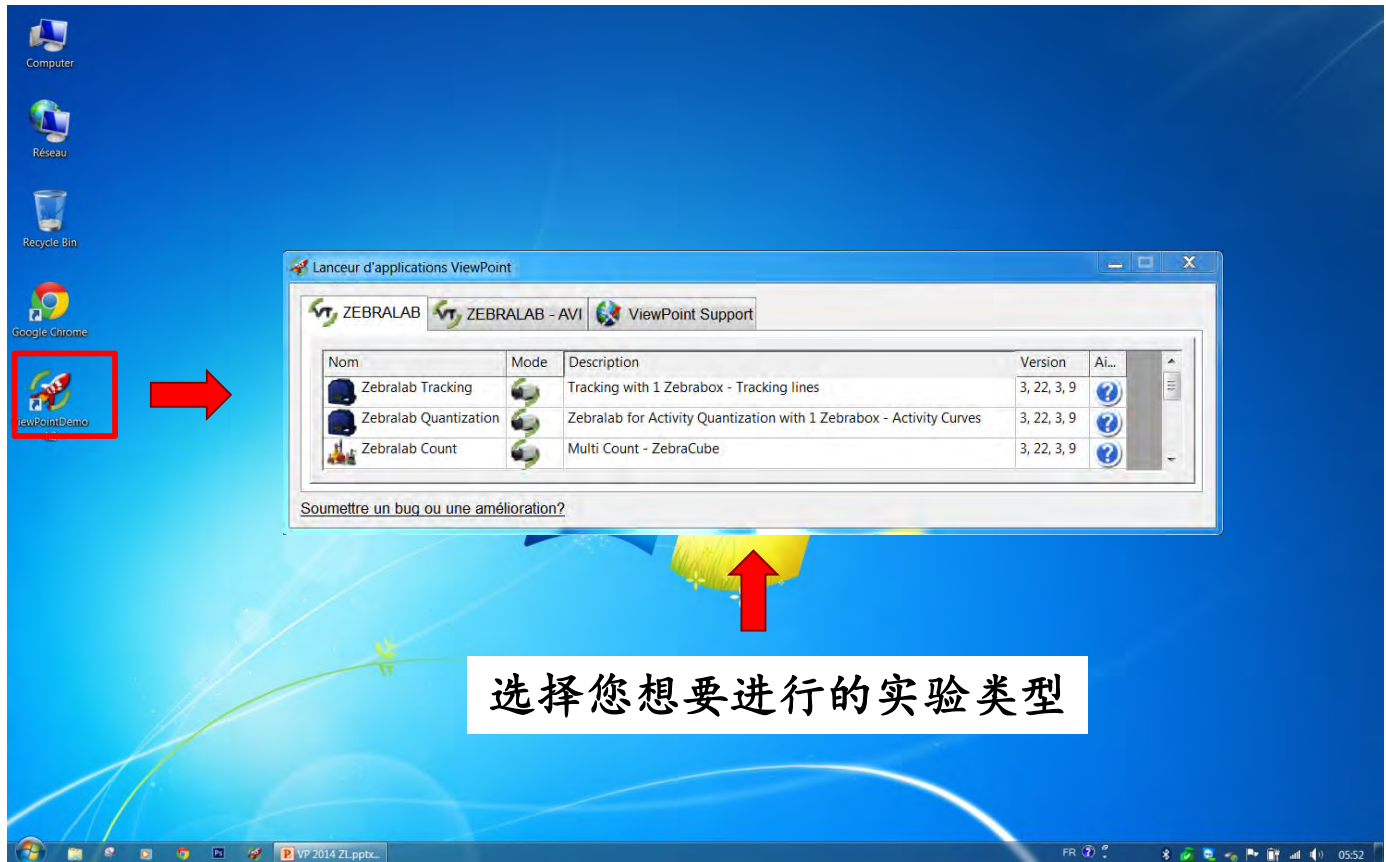 Computer
Réseau
Recycle Bin
Google Chrome
ViewPointDemo
Lanceur d'applications ViewPoint
ZEBRALAB ZEBRALAB - AVI ViewPoint Support
Nom Mode Description Version Ai...
Zebralab Tracking Tracking with 1 Zebrabox - Tracking lines 3, 22, 3, 9
Zebralab Quantization Zebralab for Activity Quantization with 1 Zebrabox - Activity Curves 3, 22, 3, 9
Zebralab Count Multi Count - ZebraCube 3, 22, 3, 9
Soumettre un bug ou une amélioration?
选择您想要进行的实验类型
VP 2014 ZL.pptx... FR 05:52